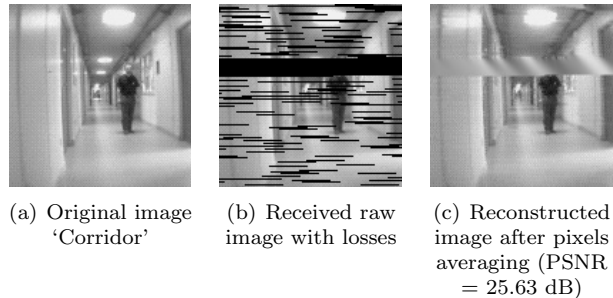 (a) Original image
‘Corridor’
(b) Received raw
image with losses
(c) Reconstructed
image after pixels
averaging (PSNR
= 25.63 dB)